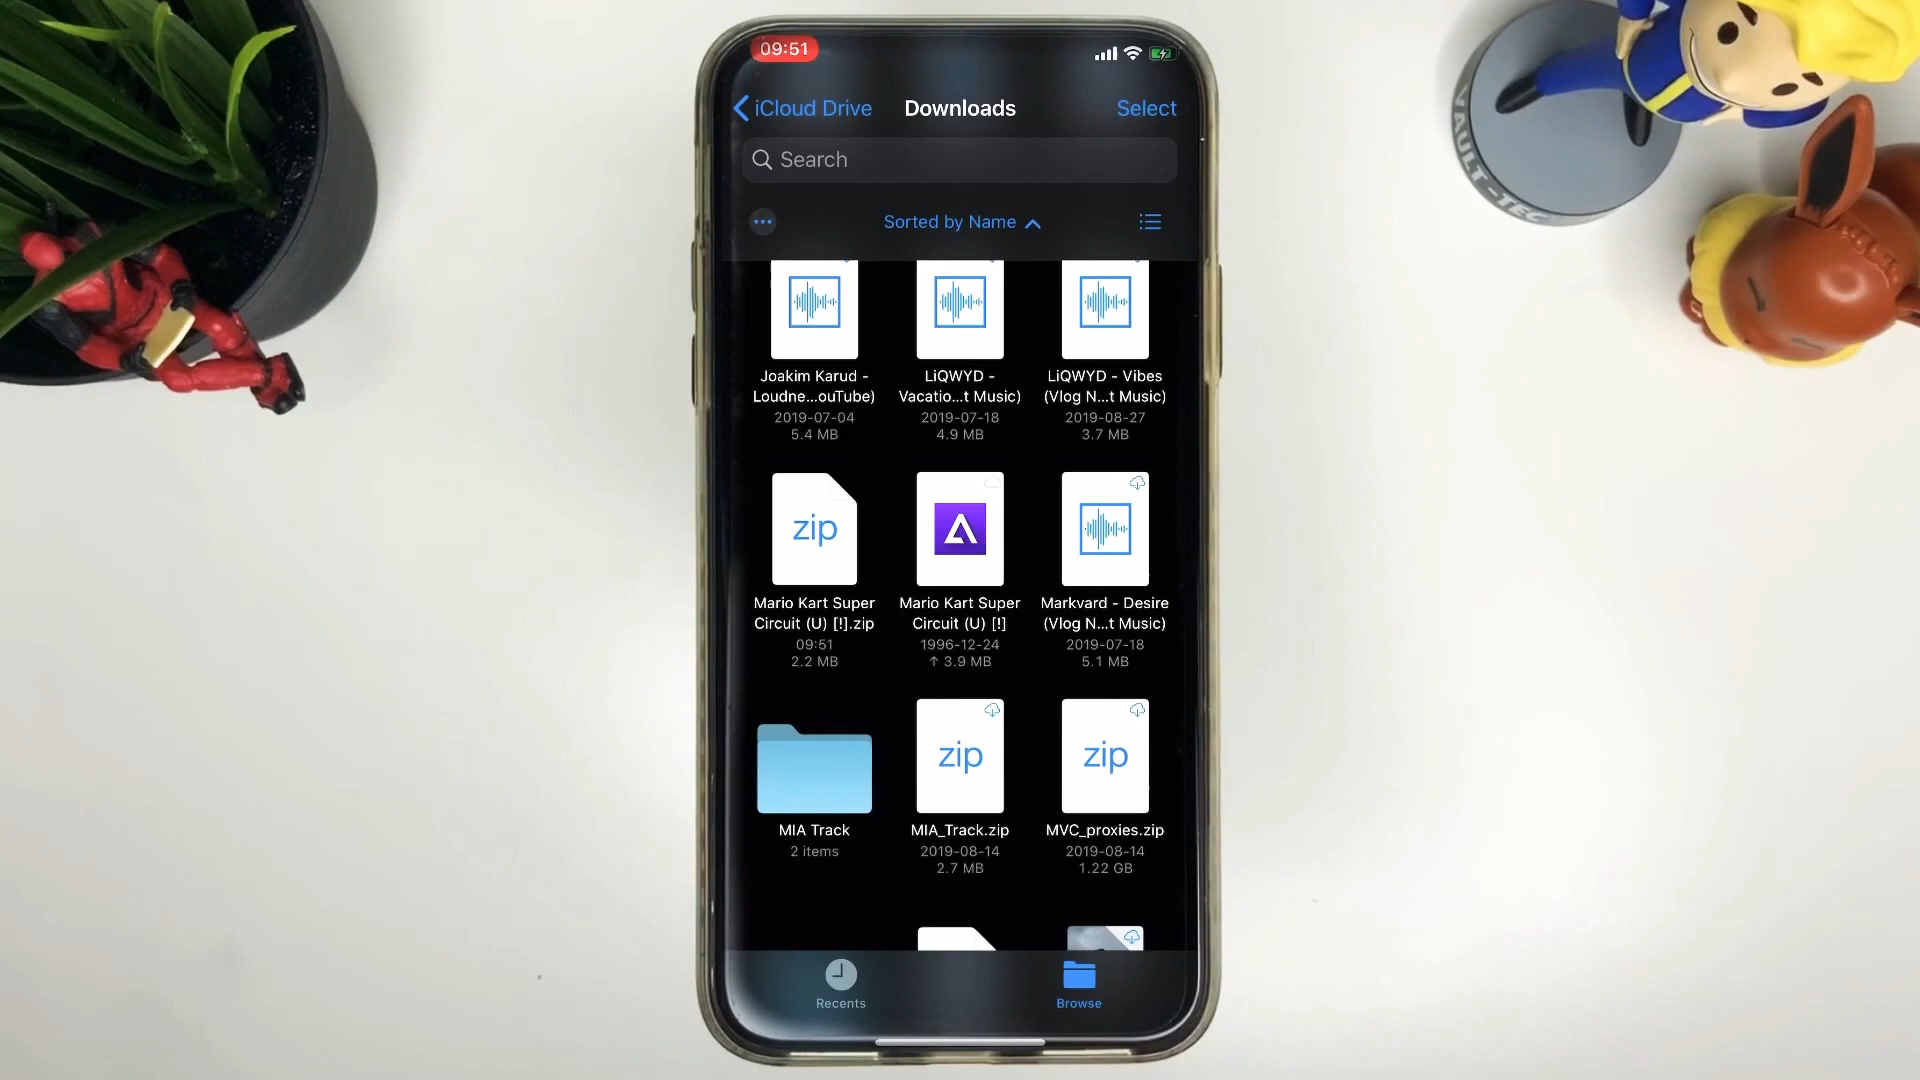 09:51
iCloud Drive
Downloads
Select
Search
Sorted by Name
Joakim Karud -
Loudne...ouTube)
2019-07-04
5.4 MB
LiQWYD -
Vacatio...t Music)
2019-07-18
4.9 MB
LiQWYD - Vibes
(Vlog N...t Music)
2019-08-27
3.7 MB
zip
Mario Kart Super
Circuit (U) [!].zip
09:51
2.2 MB
Mario Kart Super
Circuit (U) [!]
1996-12-24
↑ 3.9 MB
Markvard - Desire
(Vlog N...t Music)
2019-07-18
5.1 MB
MIA Track
2 items
zip
MIA_Track.zip
2019-08-14
2.7 MB
zip
MVC_proxies.zip
2019-08-14
1.22 GB
Recents
Browse
VAULT-TEC